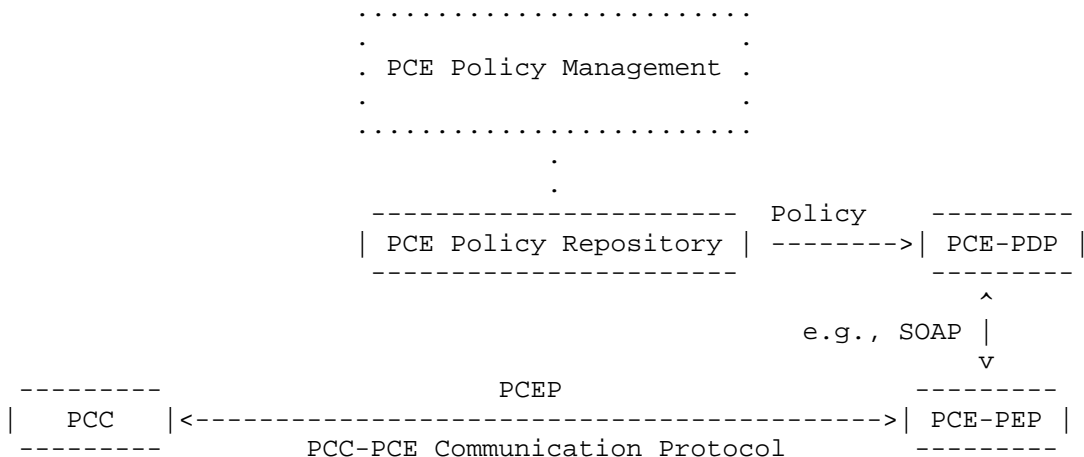 PCE Policy Management
Policy
PCE Policy Repository
PCE-PDP
e.g., SOAP
PCEP
PCC
PCE-PEP
PCC-PCE Communication Protocol